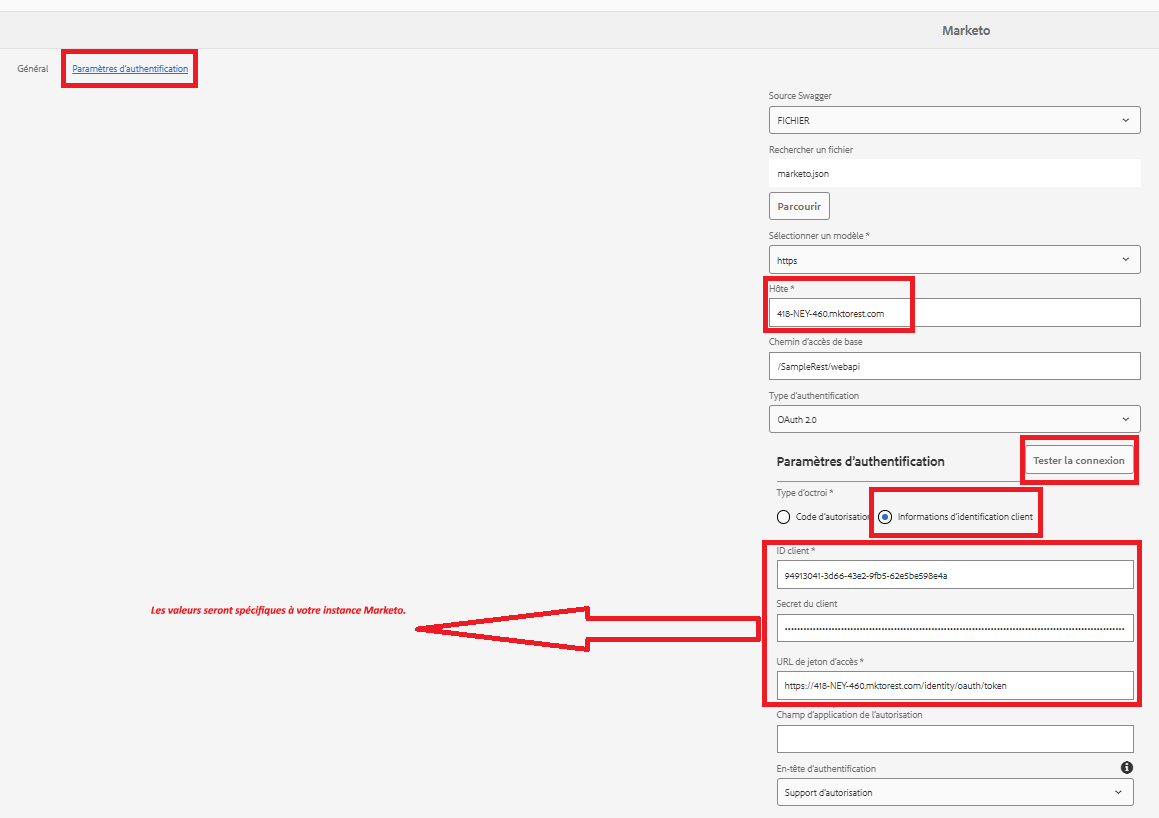 Marketo
Général
Paramètres d'authentification
Source Swagger
FICHIER
Rechercher un fichier
marketo.json
Parcourir
Sélectionner un modèle *
https
Hôte *
418-NEY-460.mktorest.com
Chemin d'accès de base
/SampleRest/webapi
Type d'authentification
OAuth 2.0
Paramètres d'authentification
Tester la connexion
Type d'octroi *
Code d'autorisation
Informations d'identification client
ID client *
94913041-3d66-43e2-9fb5-62e5be598e4a
Les valeurs seront spécifiques à votre instance Marketo.
Secret du client
URL de jeton d'accès *
https://418-NEY-460.mktorest.com/identity/oauth/token
Champ d'application de l'autorisation
En-tête d'authentification
Support d'autorisation